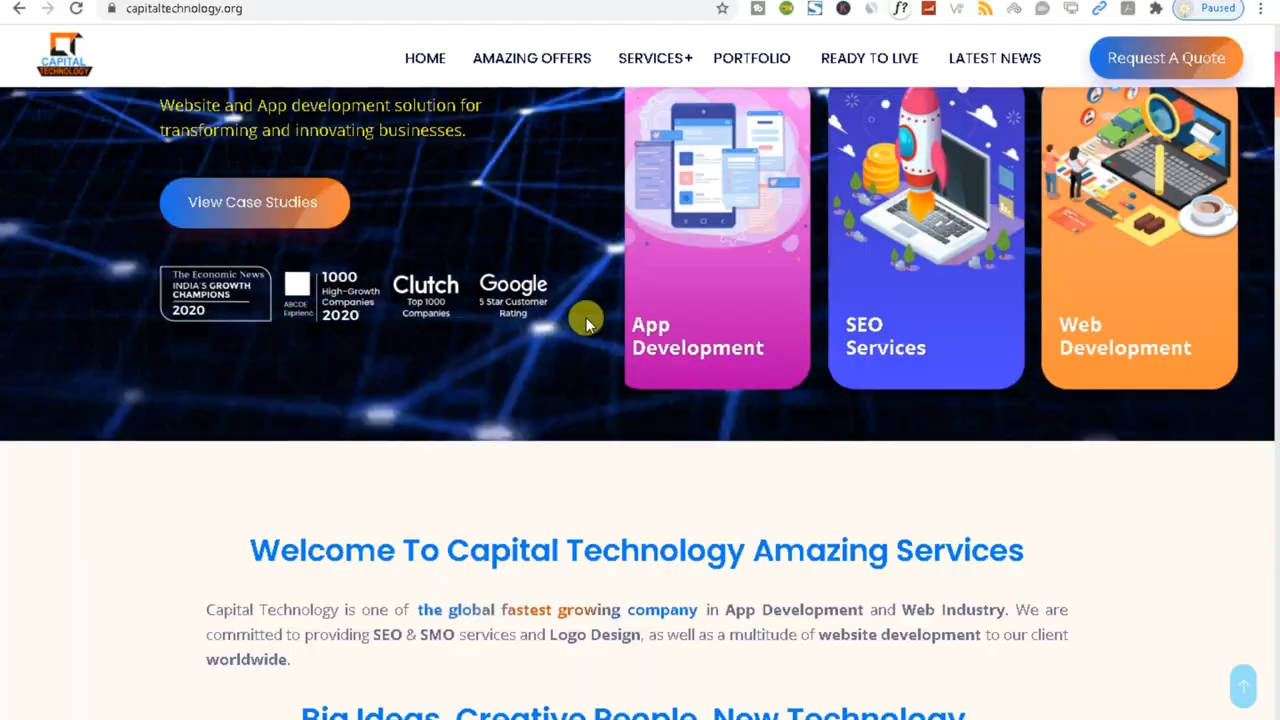 capitaltechnology.org
Paused
CAPITAL
TECHNOLOGY
HOME
AMAZING OFFERS
SERVICES+
PORTFOLIO
READY TO LIVE
LATEST NEWS
Request A Quote
Website and App development solution for
transforming and innovating businesses.
View Case Studies
The Economic News
INDIA'S GROWTH
CHAMPIONS
2020
ABCDE
Experienc
1000
High-Growth
Companies
2020
Clutch
Top 1000
Companies
Google
5 Star Customer
Rating
App
Development
SEO
Services
Web
Development
Welcome To Capital Technology Amazing Services
Capital Technology is one of the global fastest growing company in App Development and Web Industry. We are
committed to providing SEO & SMO services and Logo Design, as well as a multitude of website development to our client
worldwide.
Big Ideas, Creative People, New Technology